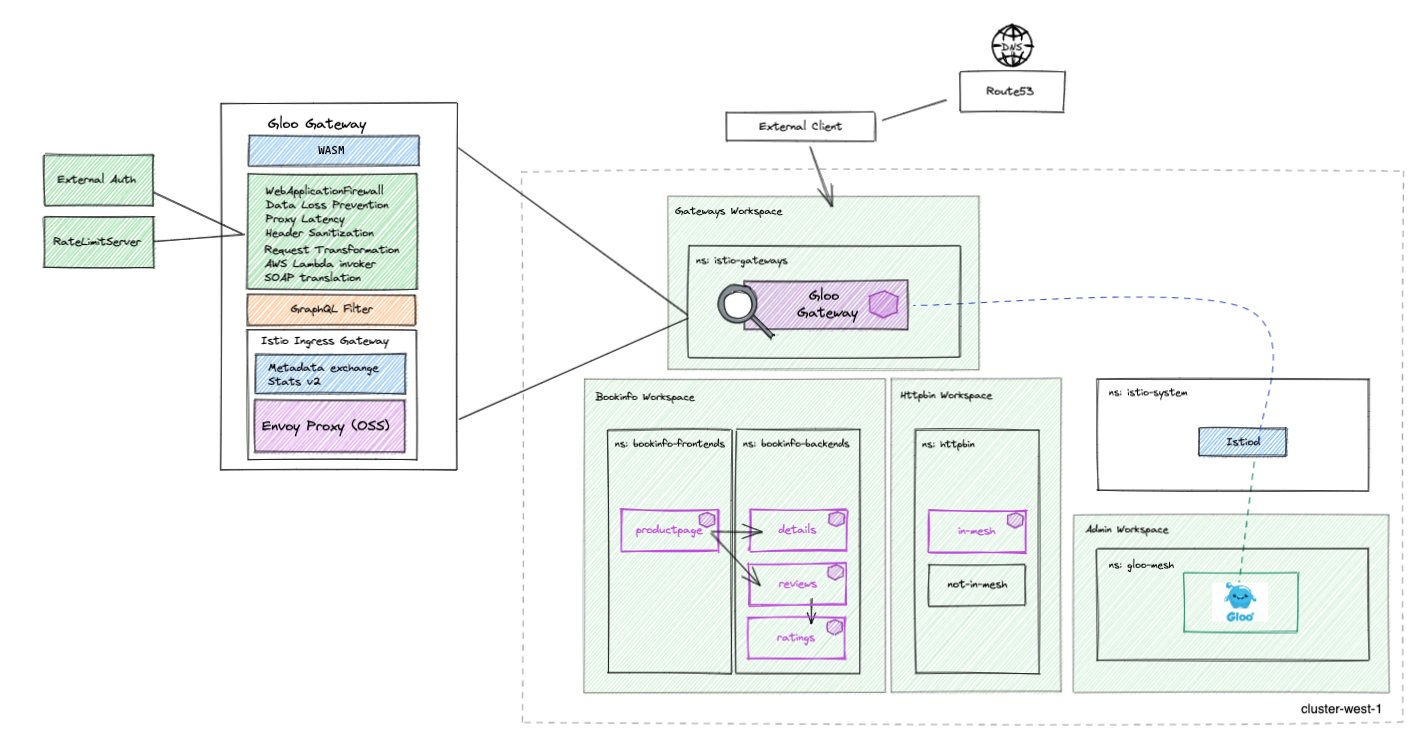 DNS
Route53
External Client
Gloo Gateway
WASM
External Auth
RateLimitServer
WebApplicationFirewall
Data Loss Prevention
Proxy Latency
Header Sanitization
Request Transformation
AWS Lambda invoker
SOAP translation
GraphQL Filter
Istio Ingress Gateway
Metadata exchange
Stats v2
Envoy Proxy (OSS)
Gateways Workspace
ns: istio-gateways
Gloo
Gateway
Bookinfo Workspace
ns: bookinfo-frontends
productpage
ns: bookinfo-backends
details
reviews
ratings
Httpbin Workspace
ns: httpbin
in-mesh
not-in-mesh
ns: istio-system
Istiod
Admin Workspace
ns: gloo-mesh
Gloo
cluster-west-1